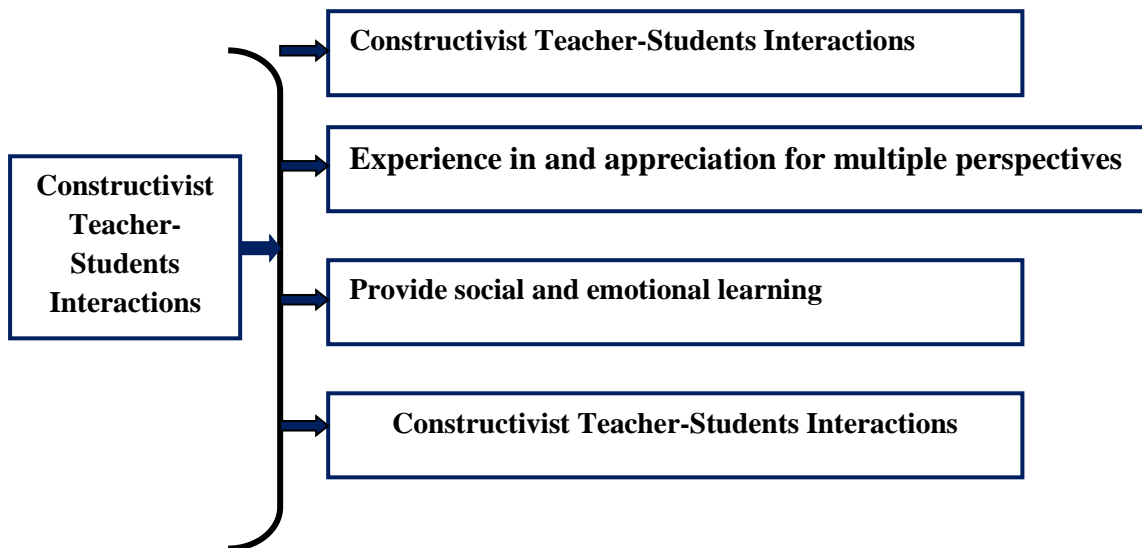 Constructivist
Teacher-
Students
Interactions
Constructivist Teacher-Students Interactions
Experience in and appreciation for multiple perspectives
Provide social and emotional learning
Constructivist Teacher-Students Interactions